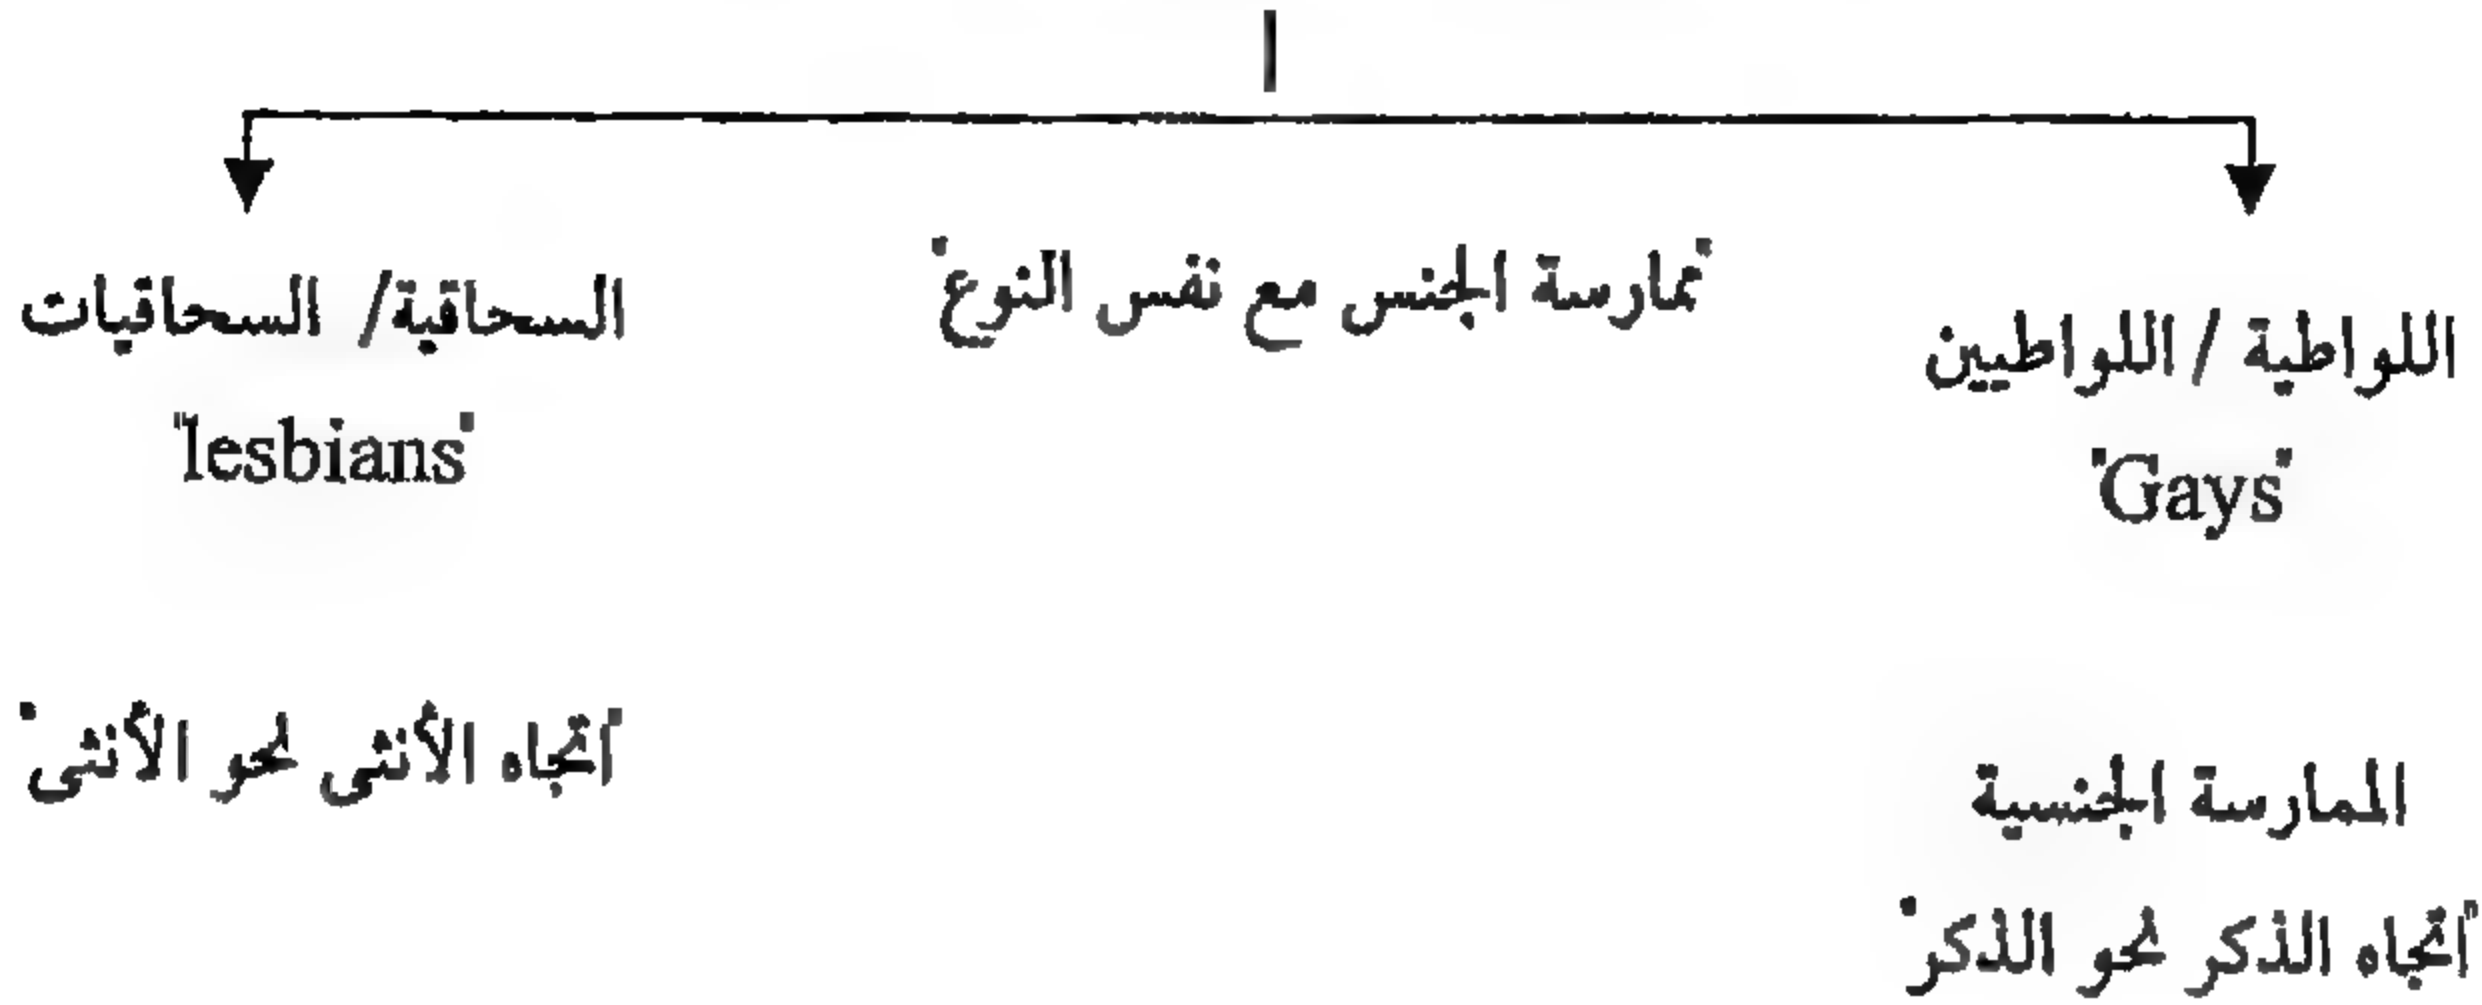 اللواطية / اللواطيين
"Gays"
الممارسة الجنسية
"اتجاه الذكر نحو الذكر"
"ممارسة الجنس مع نفس النوع"
السحاقية/ السحاقيات
"lesbians"
"اتجاه الأنثى نحو الأنثى"